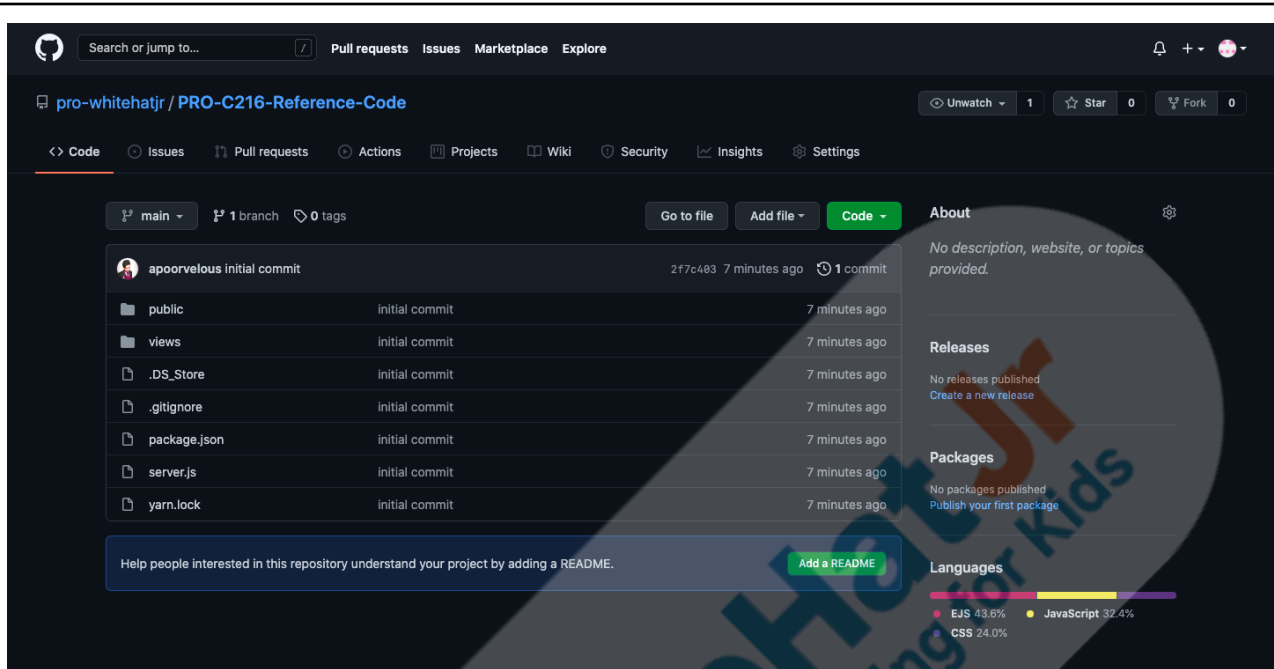 Search or jump to... / Pull requests Issues Marketplace Explore
pro-whitehatjr / PRO-C216-Reference-Code Unwatch 1 Star 0 Fork 0
<> Code Issues Pull requests Actions Projects Wiki Security Insights Settings
main 1 branch 0 tags Go to file Add file Code About
No description, website, or topics
provided.
apoorvelous initial commit 2f7c403 7 minutes ago 1 commit
public initial commit 7 minutes ago
views initial commit 7 minutes ago
Releases
.DS_Store initial commit 7 minutes ago
No releases published
Create a new release
.gitignore initial commit 7 minutes ago
package.json initial commit 7 minutes ago
Packages
server.js initial commit 7 minutes ago
No packages published
Publish your first package
yarn.lock initial commit 7 minutes ago
Help people interested in this repository understand your project by adding a README. Add a README
Languages
EJS 43.6% JavaScript 32.4%
CSS 24.0%
Hat Jr
for Kids